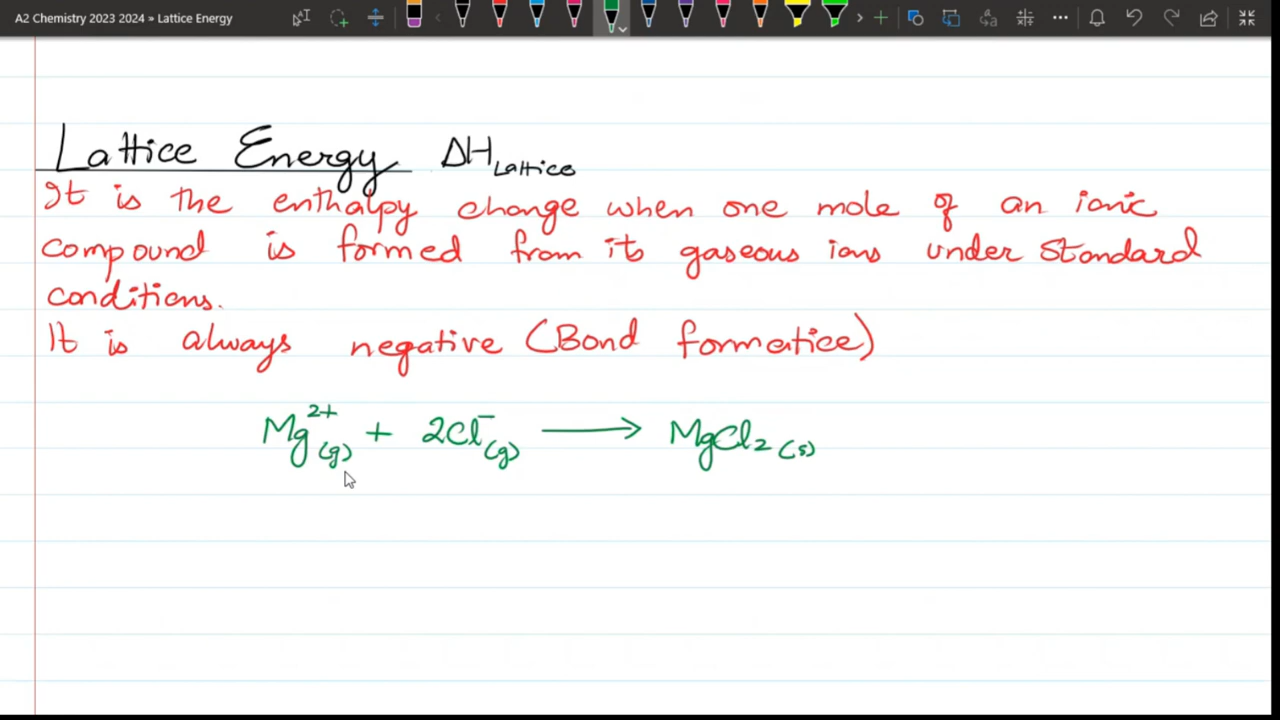 A2 Chemistry 2023 2024 » Lattice Energy
Lattice Energy ΔH Lattice
It is the enthalpy change when one mole of an ionic
compound is formed from its gaseous ions under standard
conditions.
It is always negative (Bond formatice)
Mg²⁺(g) + 2Cl⁻(g) ⟶ MgCl₂(s)